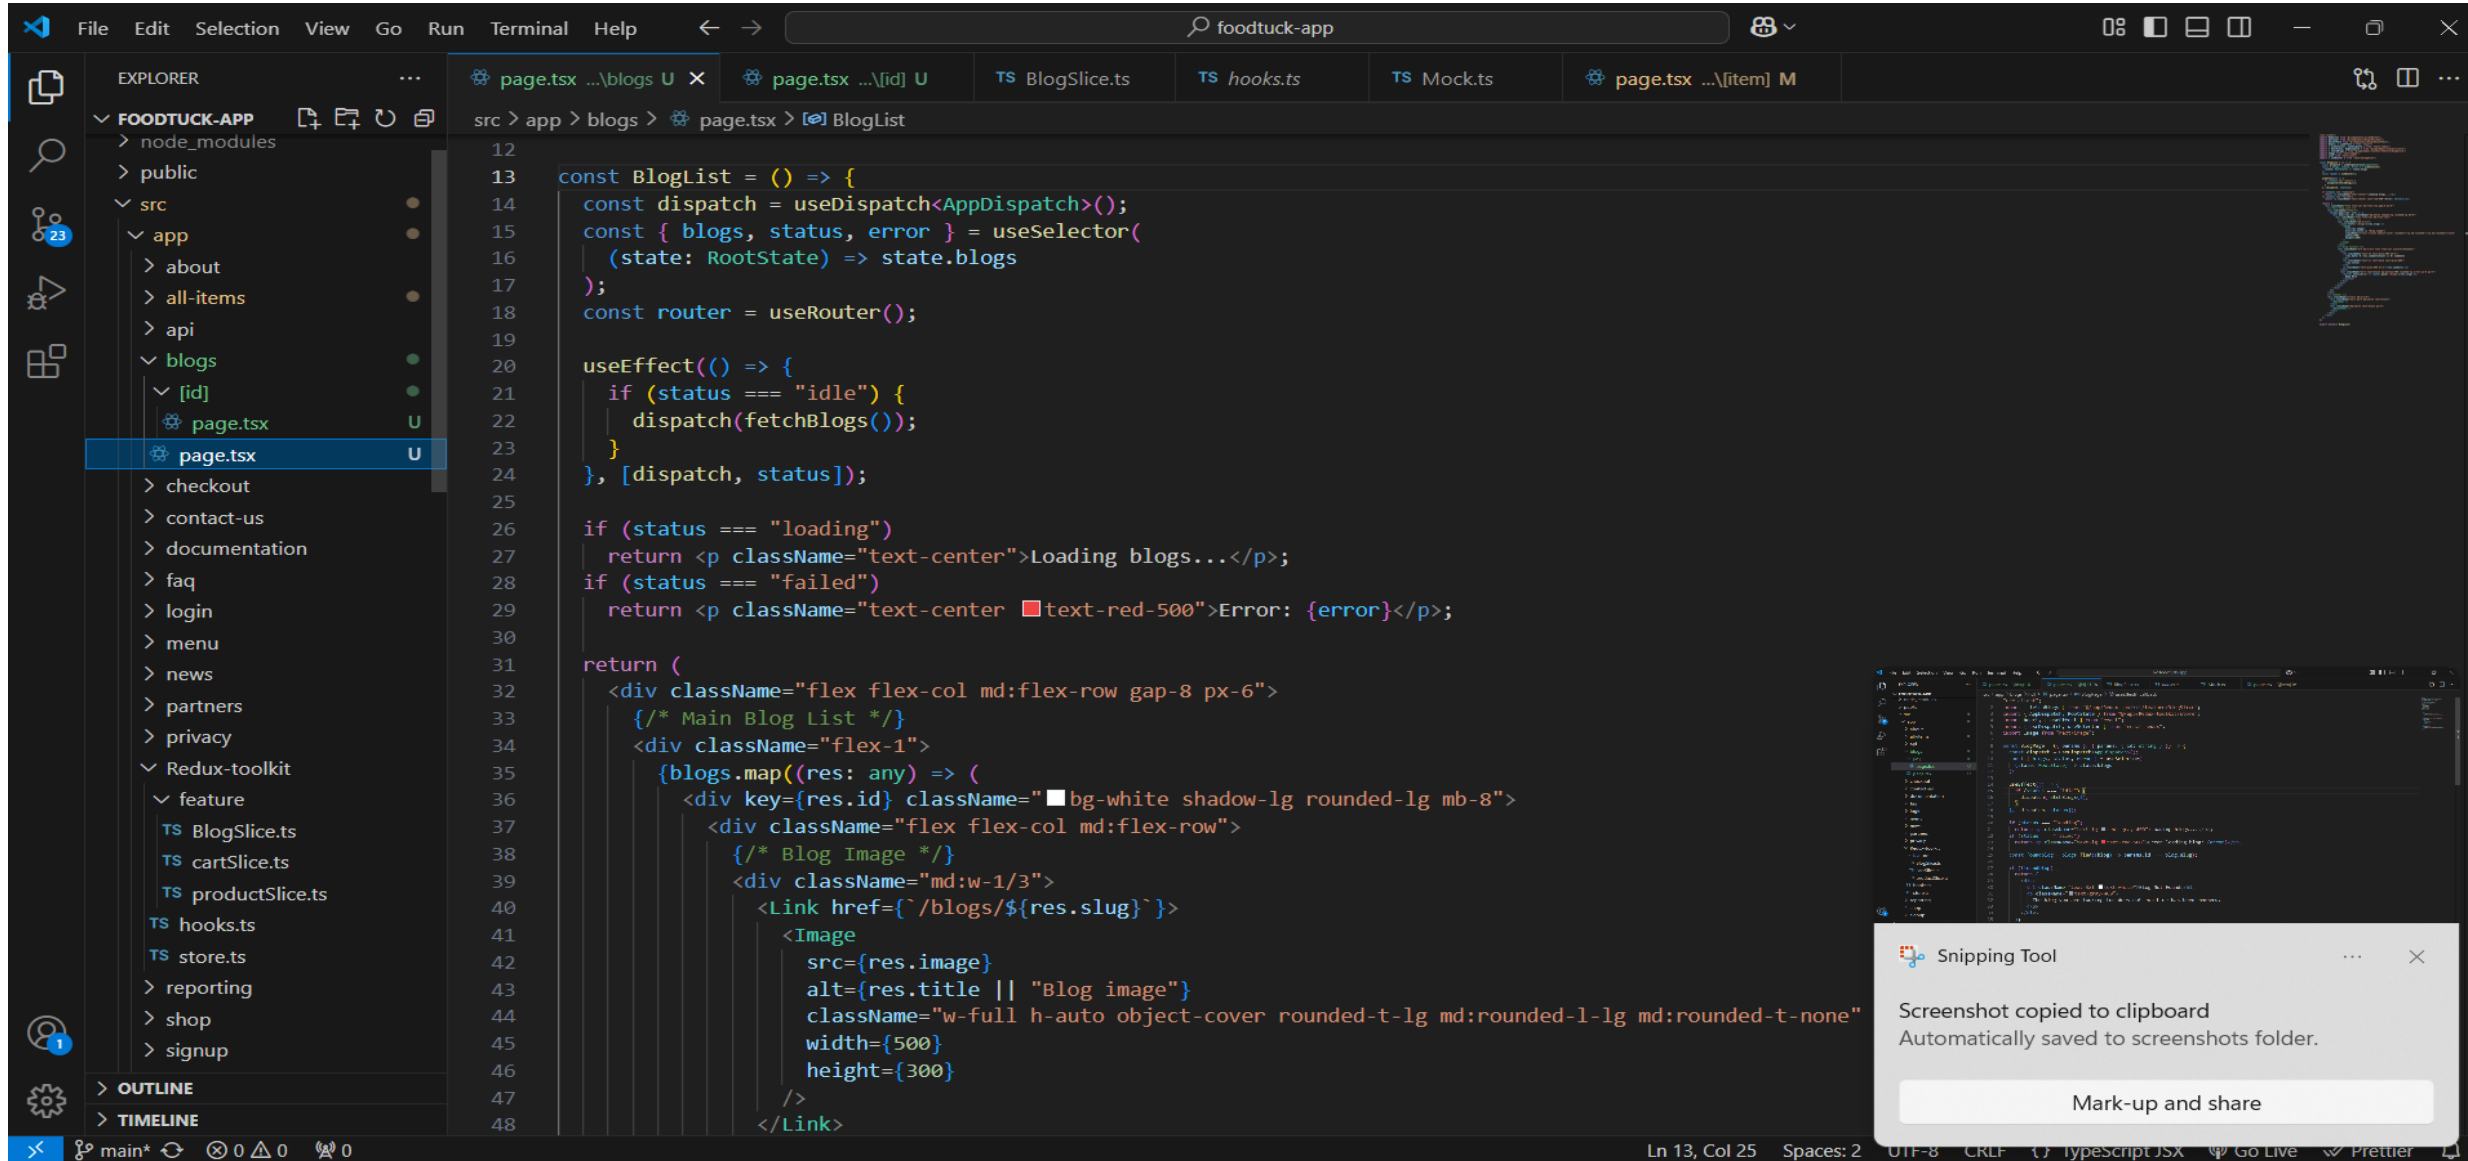 File Edit Selection View Go Run Terminal Help
foodtuck-app
EXPLORER
FOODTUCK-APP
node_modules
public
src
app
about
all-items
api
blogs
[id]
page.tsx U
page.tsx U
checkout
contact-us
documentation
faq
login
menu
news
partners
privacy
Redux-toolkit
feature
TS BlogSlice.ts
TS cartSlice.ts
TS productSlice.ts
TS hooks.ts
TS store.ts
reporting
shop
signup
OUTLINE
TIMELINE
23
1
page.tsx ...\blogs U
page.tsx ...\[id] U
TS BlogSlice.ts
TS hooks.ts
TS Mock.ts
page.tsx ...\[item] M
src > app > blogs > page.tsx > BlogList
12
13 const BlogList = () => {
14 const dispatch = useDispatch<AppDispatch>();
15 const { blogs, status, error } = useSelector(
16 (state: RootState) => state.blogs
17 );
18 const router = useRouter();
19
20 useEffect(() => {
21 if (status === "idle") {
22 dispatch(fetchBlogs());
23 }
24 }, [dispatch, status]);
25
26 if (status === "loading")
27 return <p className="text-center">Loading blogs...</p>;
28 if (status === "failed")
29 return <p className="text-center text-red-500">Error: {error}</p>;
30
31 return (
32 <div className="flex flex-col md:flex-row gap-8 px-6">
33 {/* Main Blog List */}
34 <div className="flex-1">
35 {blogs.map((res: any) => (
36 <div key={res.id} className="bg-white shadow-lg rounded-lg mb-8">
37 <div className="flex flex-col md:flex-row">
38 {/* Blog Image */}
39 <div className="md:w-1/3">
40 <Link href={`/blogs/${res.slug}`}>
41 <Image
42 src={res.image}
43 alt={res.title || "Blog image"}
44 className="w-full h-auto object-cover rounded-t-lg md:rounded-l-lg md:rounded-t-none"
45 width={500}
46 height={300}
47 />
48 </Link>
Snipping Tool
Screenshot copied to clipboard
Automatically saved to screenshots folder.
Mark-up and share
main* 0 0 0
Ln 13, Col 25 Spaces: 2 UTF-8 CRLF {} TypeScript JSX Go Live Prettier